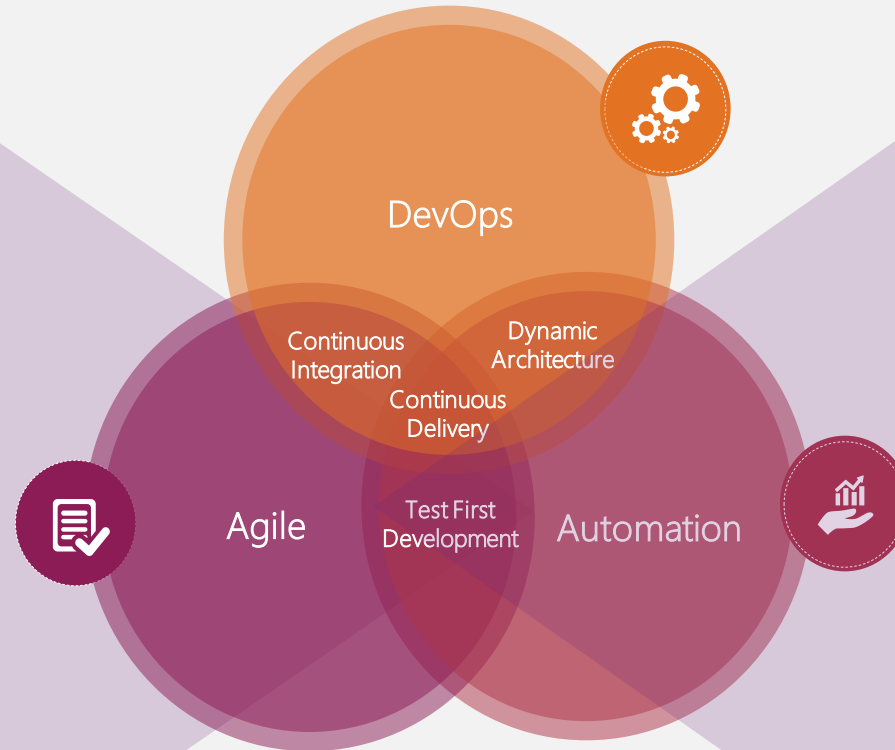 DevOps
Continuous
Integration
Dynamic
Architecture
Continuous
Delivery
Agile
Test First
Development
Automation